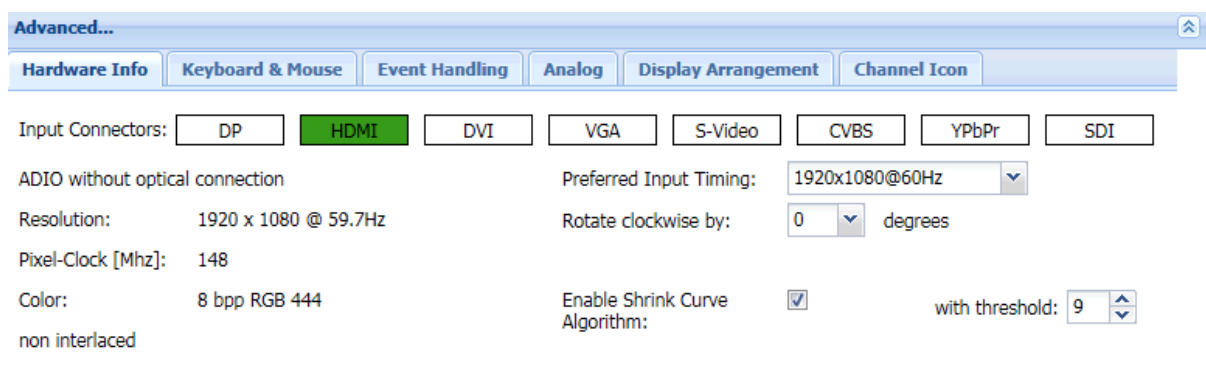 Advanced...
Hardware Info Keyboard & Mouse Event Handling Analog Display Arrangement Channel Icon
Input Connectors: DP HDMI DVI VGA S-Video CVBS YPbPr SDI
ADIO without optical connection Preferred Input Timing: 1920x1080@60Hz
Resolution: 1920 x 1080 @ 59.7Hz Rotate clockwise by: 0 degrees
Pixel-Clock [Mhz]: 148
Color: 8 bpp RGB 444 Enable Shrink Curve Algorithm: with threshold: 9
non interlaced